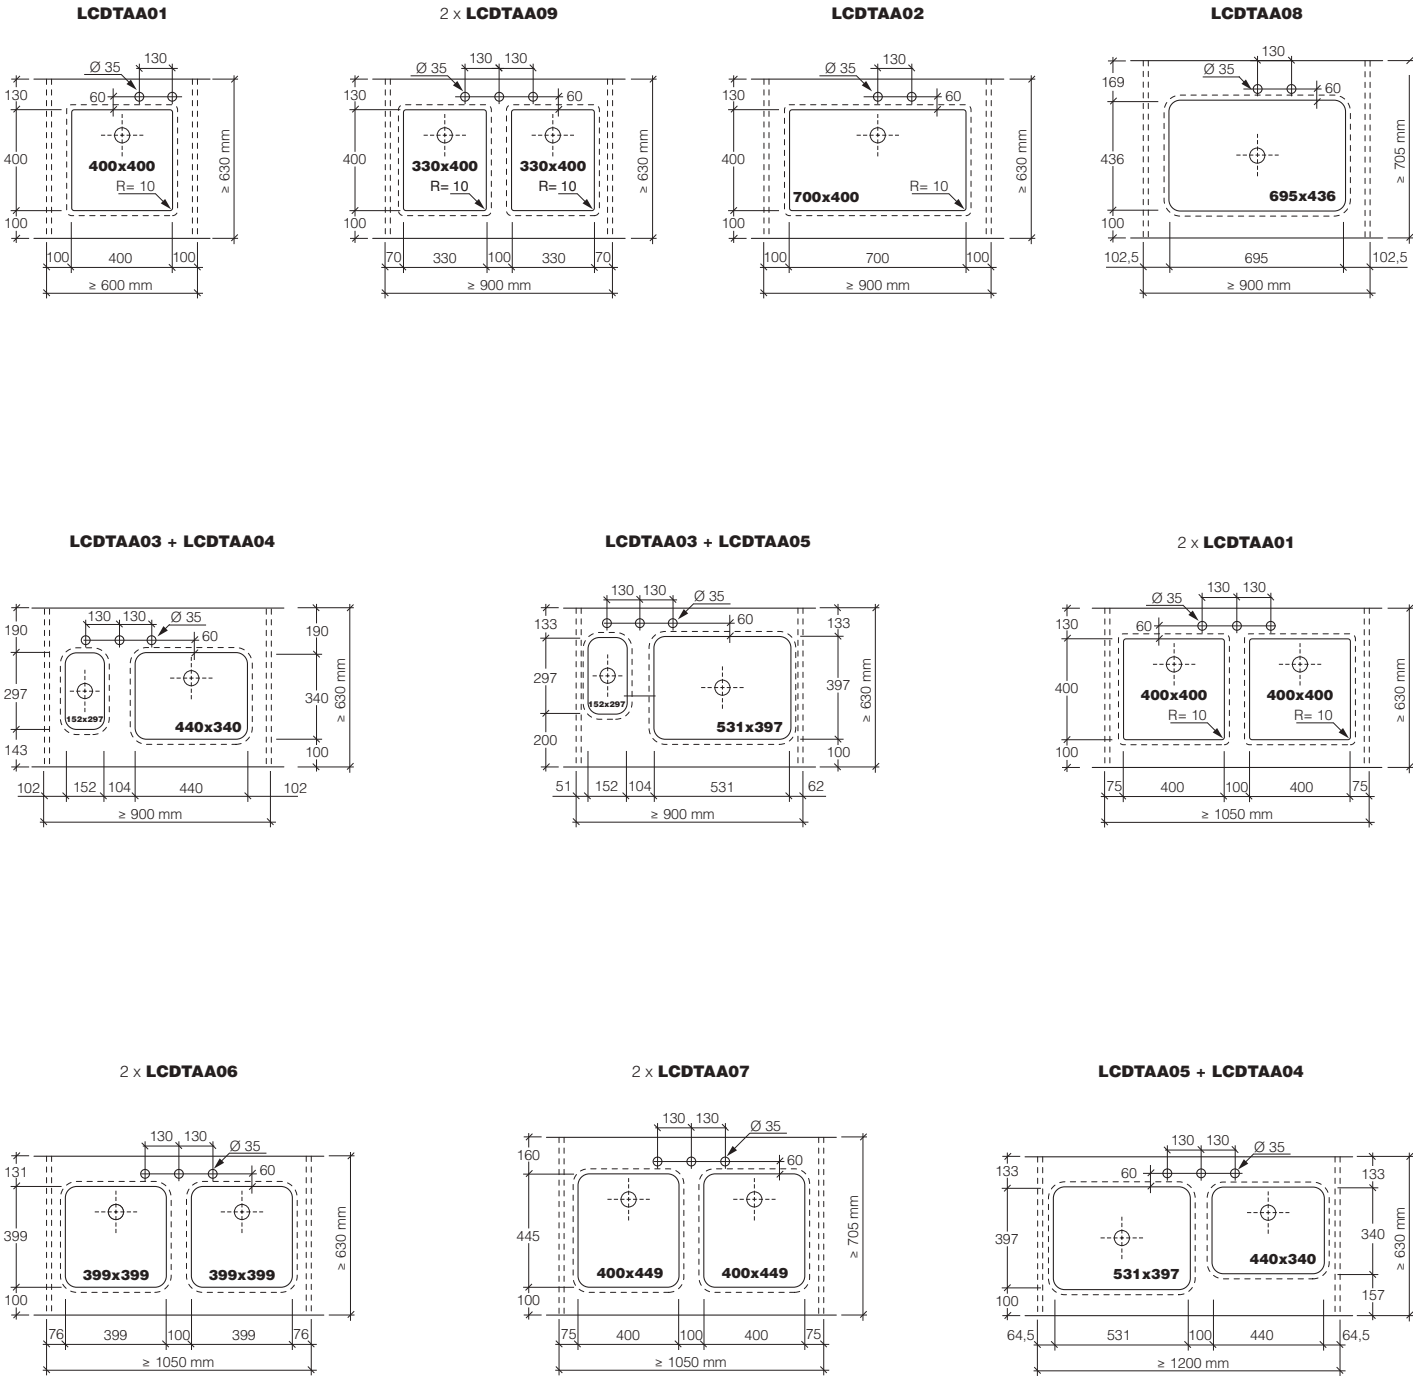 LCDTAA01
130
Ø 35
130
60
400
400x400
R= 10
100
≥ 630 mm
100
400
100
≥ 600 mm
2 x LCDTAA09
130
130
Ø 35
130
60
400
330x400
330x400
R= 10
R= 10
100
≥ 630 mm
70
330
100
330
70
≥ 900 mm
LCDTAA02
130
Ø 35
130
60
400
700x400
R= 10
100
≥ 630 mm
100
700
100
≥ 900 mm
LCDTAA08
130
Ø 35
169
60
436
695x436
100
≥ 705 mm
102,5
695
102,5
≥ 900 mm
LCDTAA03 + LCDTAA04
130
130
Ø 35
190
60
190
297
152x297
440x340
340
143
100
≥ 630 mm
102
152
104
440
102
≥ 900 mm
LCDTAA03 + LCDTAA05
130
130
Ø 35
133
60
133
297
152x297
531x397
397
200
100
≥ 630 mm
51
152
104
531
62
≥ 900 mm
2 x LCDTAA01
130
130
Ø 35
130
60
400
400x400
400x400
R= 10
R= 10
100
≥ 630 mm
75
400
100
400
75
≥ 1050 mm
2 x LCDTAA06
130
130
Ø 35
131
60
399
399x399
399x399
100
≥ 630 mm
76
399
100
399
76
≥ 1050 mm
2 x LCDTAA07
130
130
Ø 35
160
60
445
400x449
400x449
100
≥ 705 mm
75
400
100
400
75
≥ 1050 mm
LCDTAA05 + LCDTAA04
130
130
Ø 35
133
60
133
397
531x397
440x340
340
100
157
≥ 630 mm
64,5
531
100
440
64,5
≥ 1200 mm